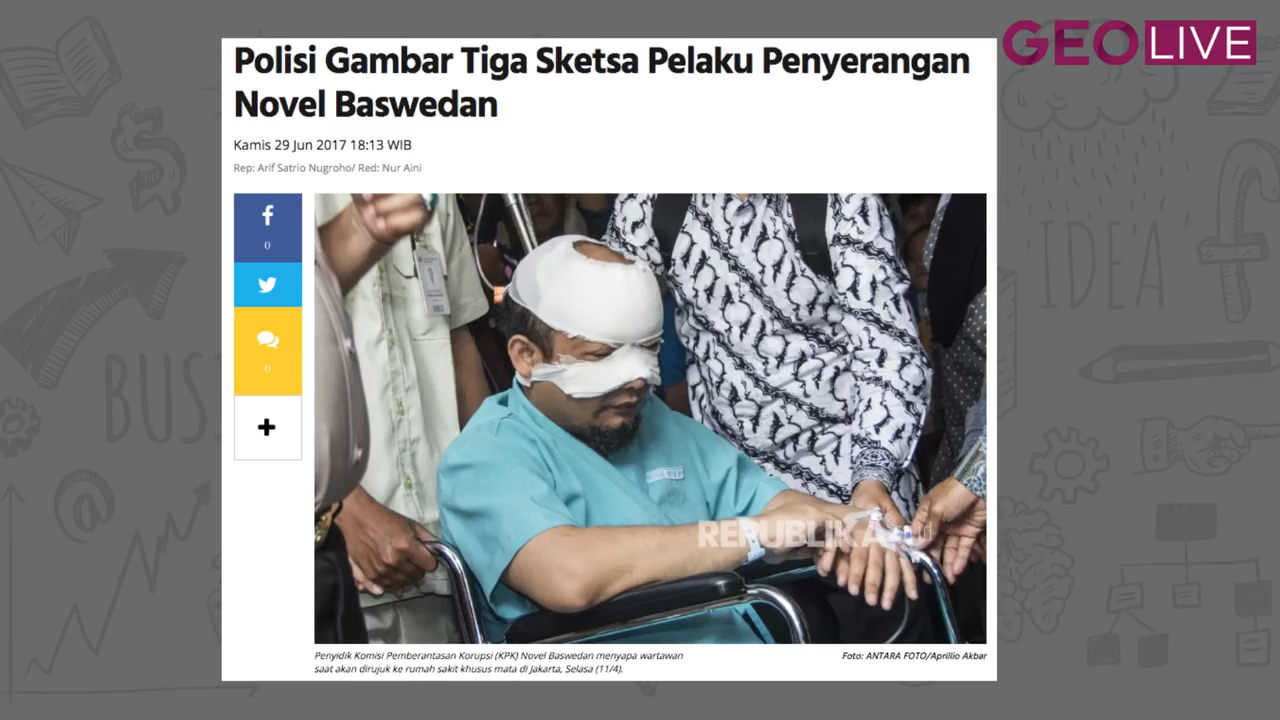 GEO LIVE
Polisi Gambar Tiga Sketsa Pelaku Penyerangan
Novel Baswedan
Kamis 29 Jun 2017 18:13 WIB
Rep: Arif Satrio Nugroho/ Red: Nur Aini
0
0
REPUBLIKA
Penyidik Komisi Pemberantasan Korupsi (KPK) Novel Baswedan menyapa wartawan
saat akan dirujuk ke rumah sakit khusus mata di Jakarta, Selasa (11/4).
Foto: ANTARA FOTO/Aprillio Akbar
IDEA
BUS